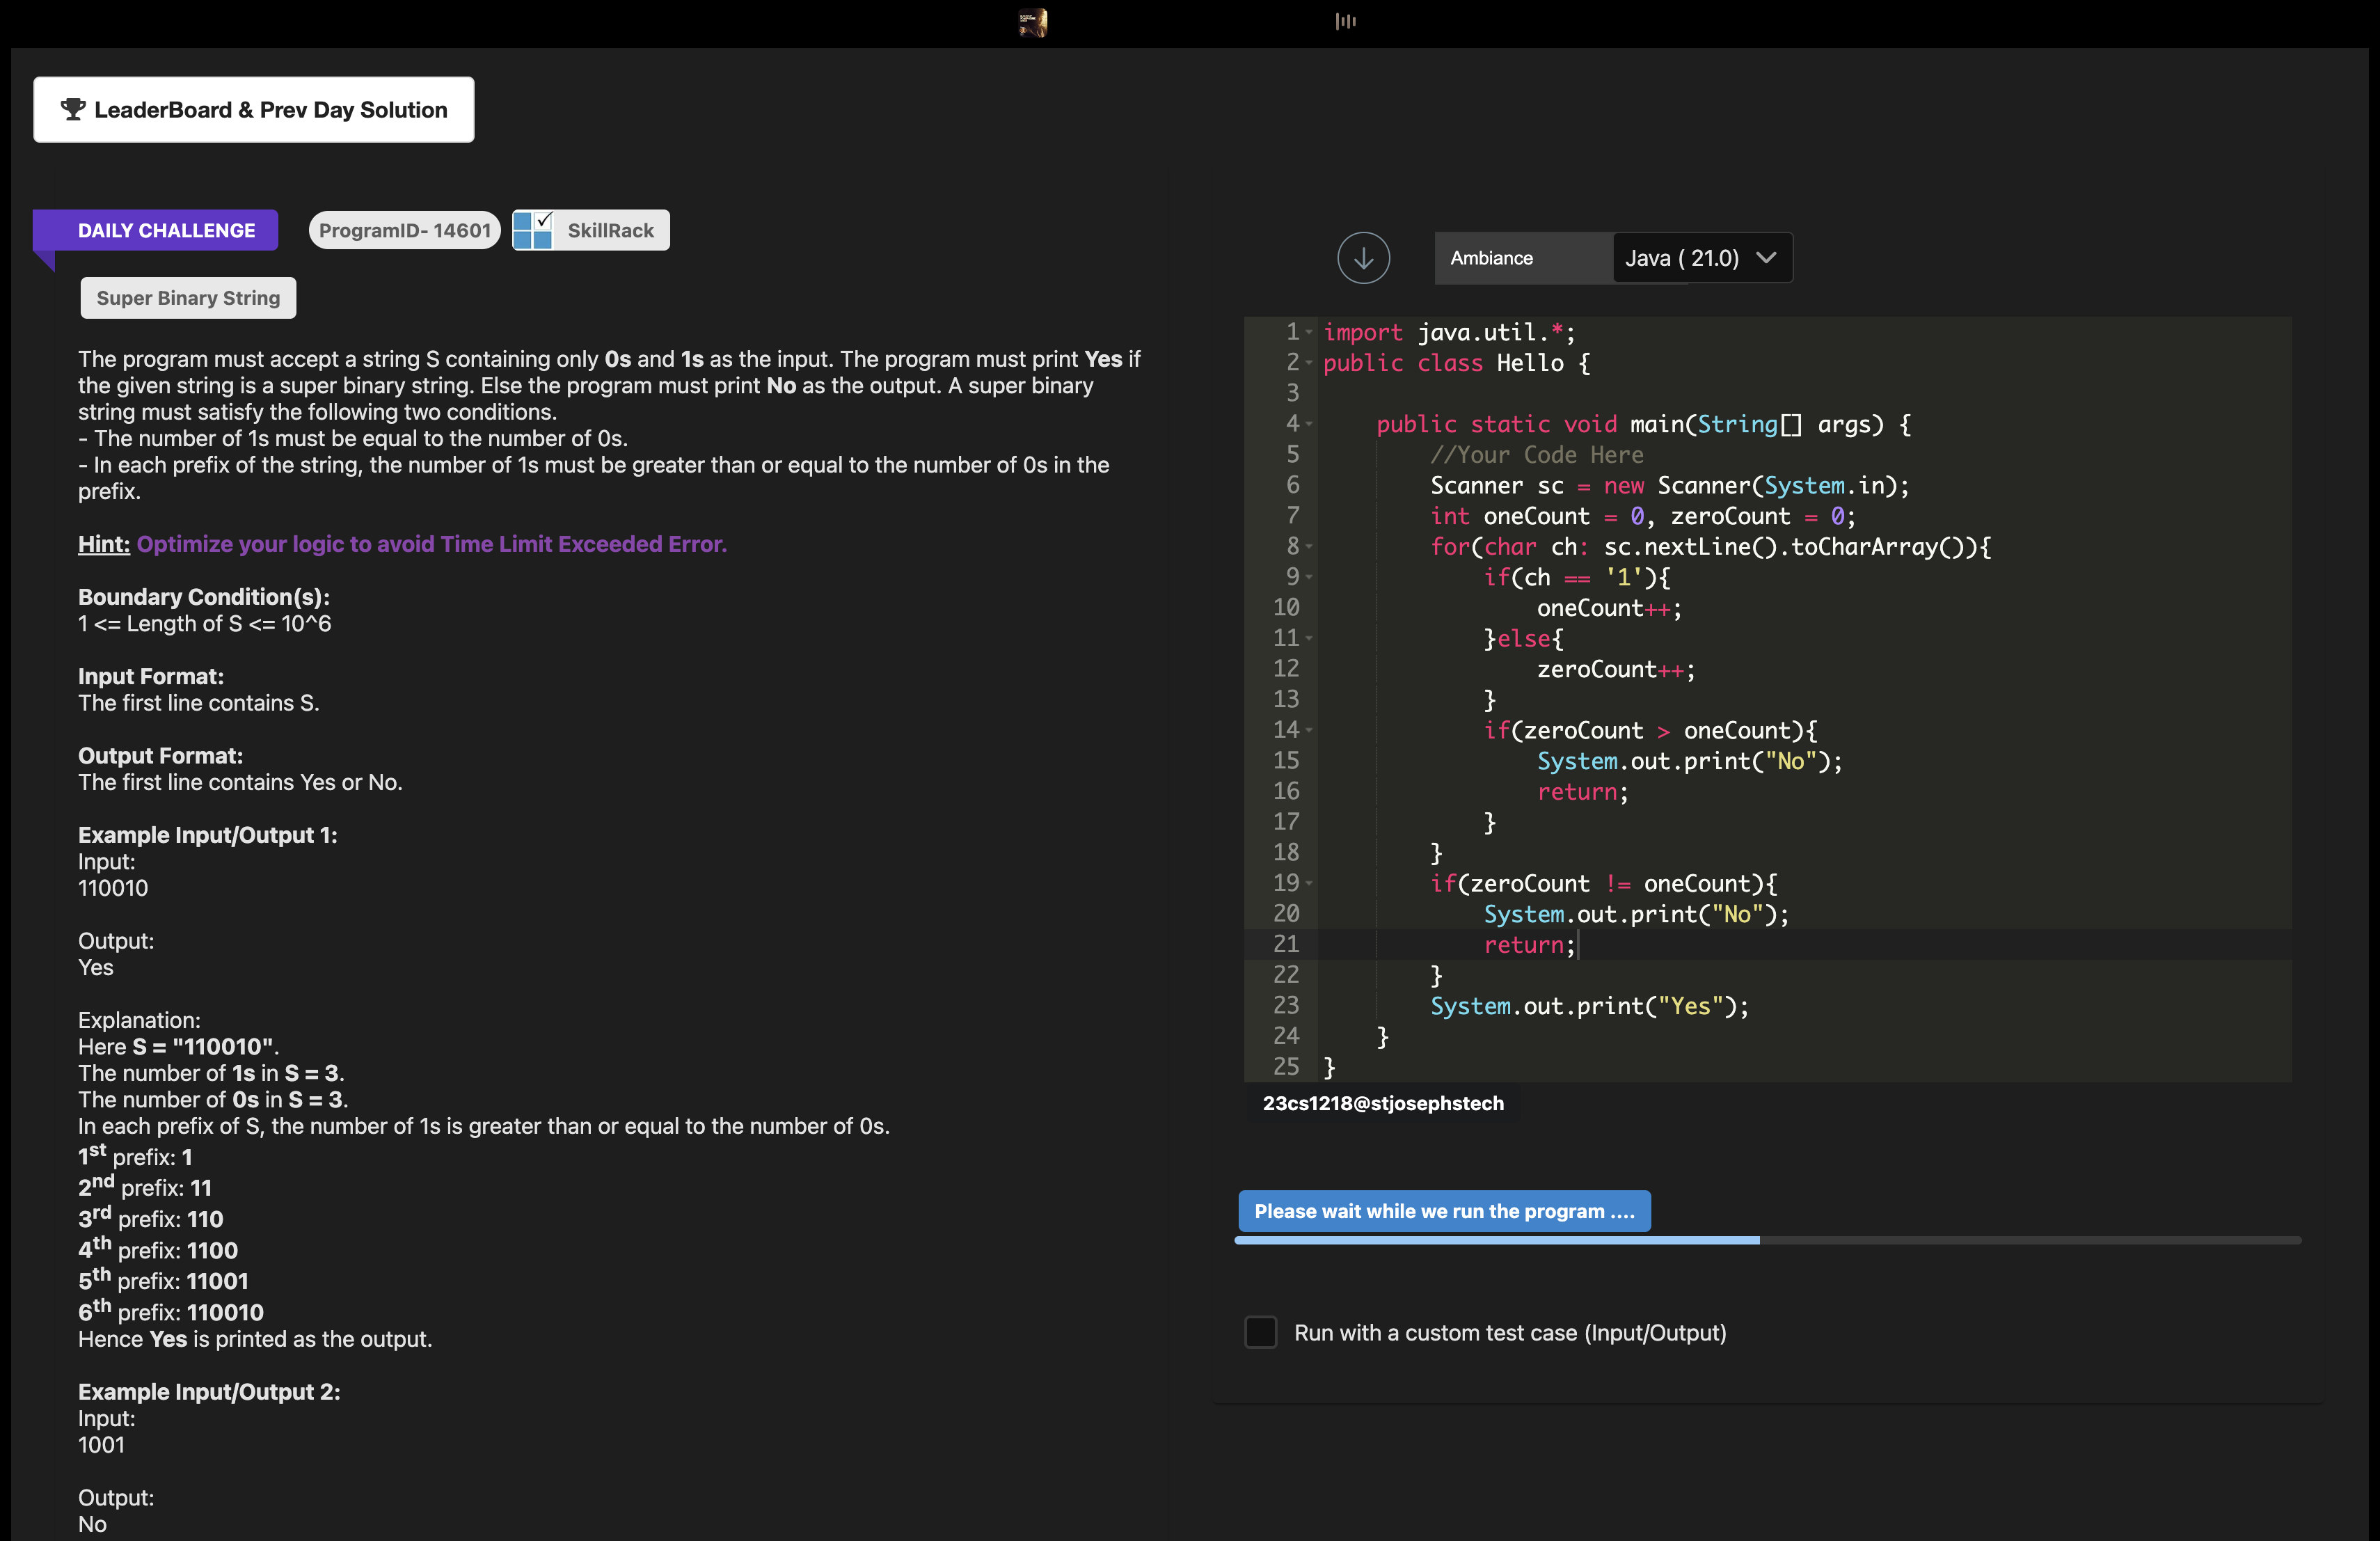 LeaderBoard & Prev Day Solution
DAILY CHALLENGE
ProgramID- 14601
SkillRack
Super Binary String
The program must accept a string S containing only 0s and 1s as the input. The program must print Yes if
the given string is a super binary string. Else the program must print No as the output. A super binary
string must satisfy the following two conditions.
- The number of 1s must be equal to the number of 0s.
- In each prefix of the string, the number of 1s must be greater than or equal to the number of 0s in the
prefix.
Hint: Optimize your logic to avoid Time Limit Exceeded Error.
Boundary Condition(s):
1 <= Length of S <= 10^6
Input Format:
The first line contains S.
Output Format:
The first line contains Yes or No.
Example Input/Output 1:
Input:
110010
Output:
Yes
Explanation:
Here S = "110010".
The number of 1s in S = 3.
The number of 0s in S = 3.
In each prefix of S, the number of 1s is greater than or equal to the number of 0s.
1st prefix: 1
2nd prefix: 11
3rd prefix: 110
4th prefix: 1100
5th prefix: 11001
6th prefix: 110010
Hence Yes is printed as the output.
Example Input/Output 2:
Input:
1001
Output:
No
Ambiance
Java ( 21.0)
1 import java.util.*;
2 public class Hello {
3
4     public static void main(String[] args) {
5         //Your Code Here
6         Scanner sc = new Scanner(System.in);
7         int oneCount = 0, zeroCount = 0;
8         for(char ch: sc.nextLine().toCharArray()){
9             if(ch == '1'){
10                 oneCount++;
11             }else{
12                 zeroCount++;
13             }
14             if(zeroCount > oneCount){
15                 System.out.print("No");
16                 return;
17             }
18         }
19         if(zeroCount != oneCount){
20             System.out.print("No");
21             return;
22         }
23         System.out.print("Yes");
24     }
25 }
23cs1218@stjosephstech
Please wait while we run the program ....
Run with a custom test case (Input/Output)